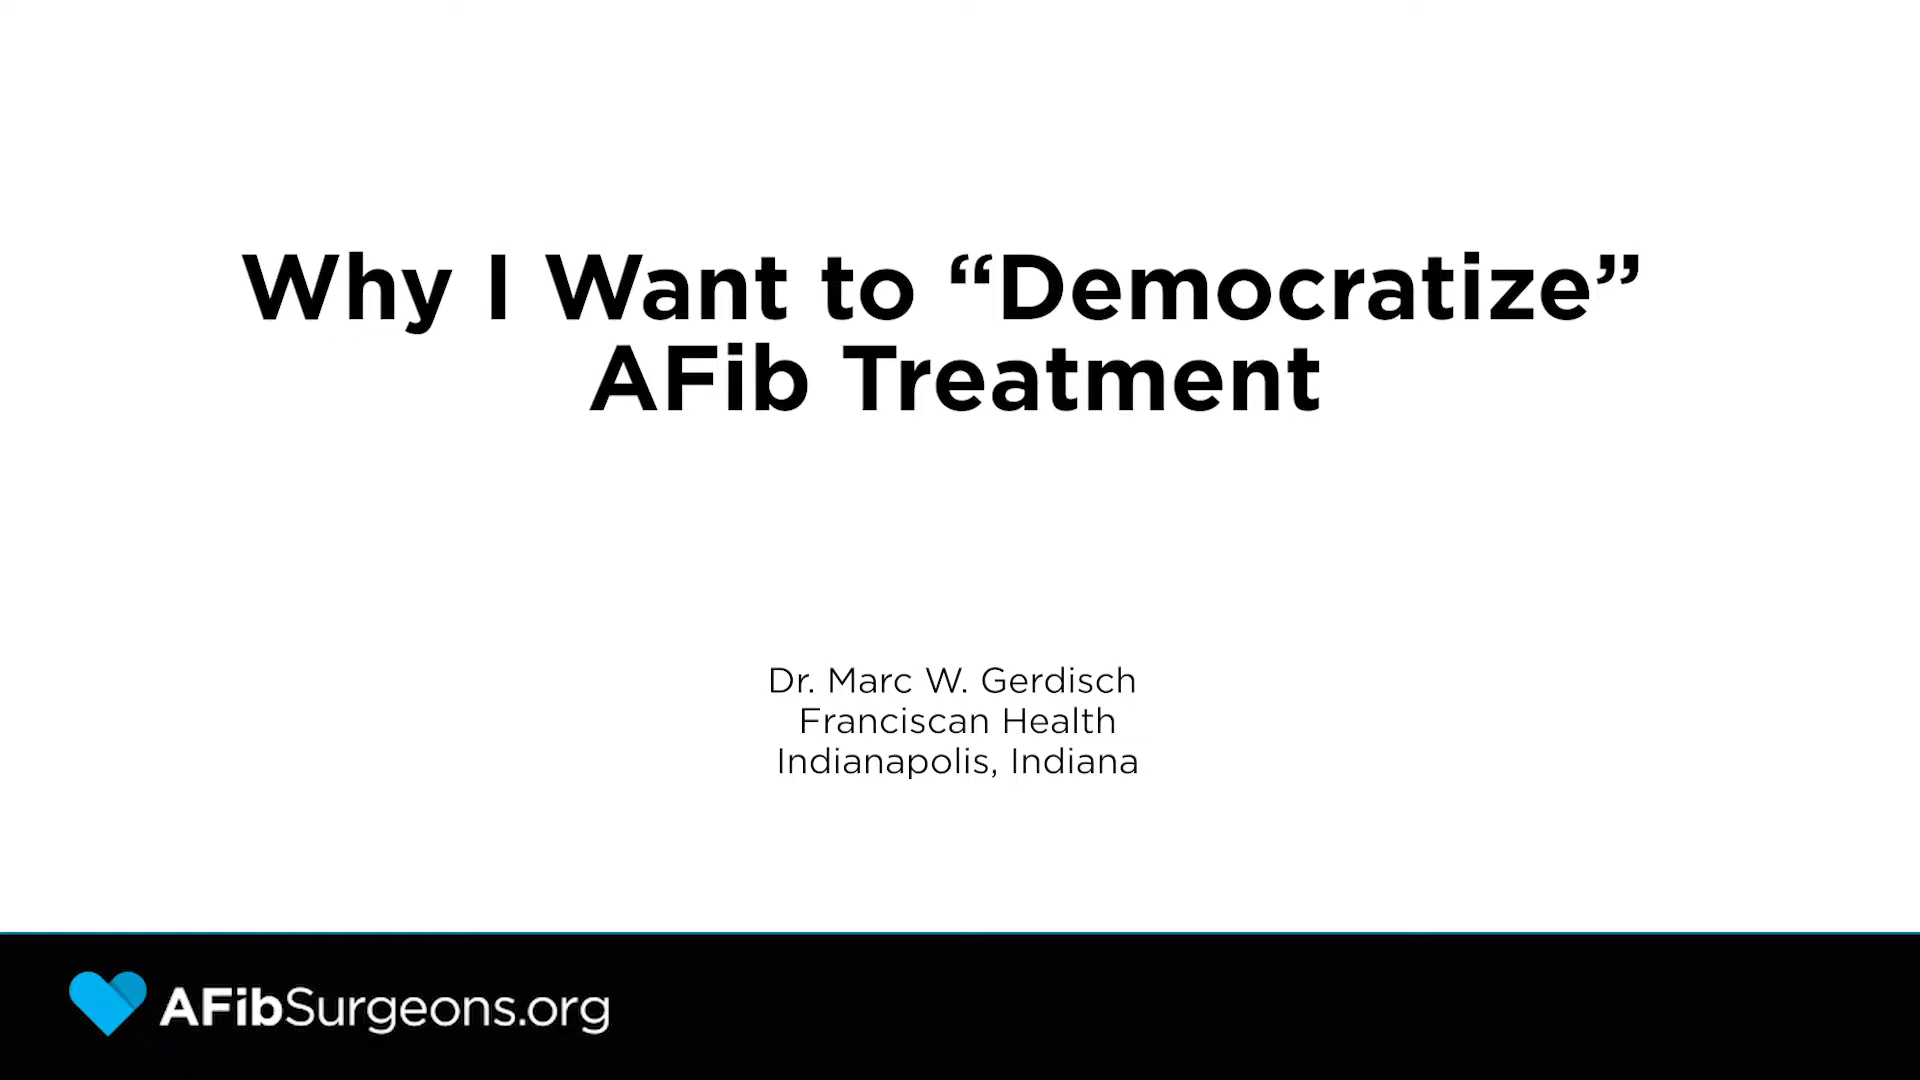 Why I Want to “Democratize”
AFib Treatment
Dr. Marc W. Gerdisch
Franciscan Health
Indianapolis, Indiana
AFibSurgeons.org